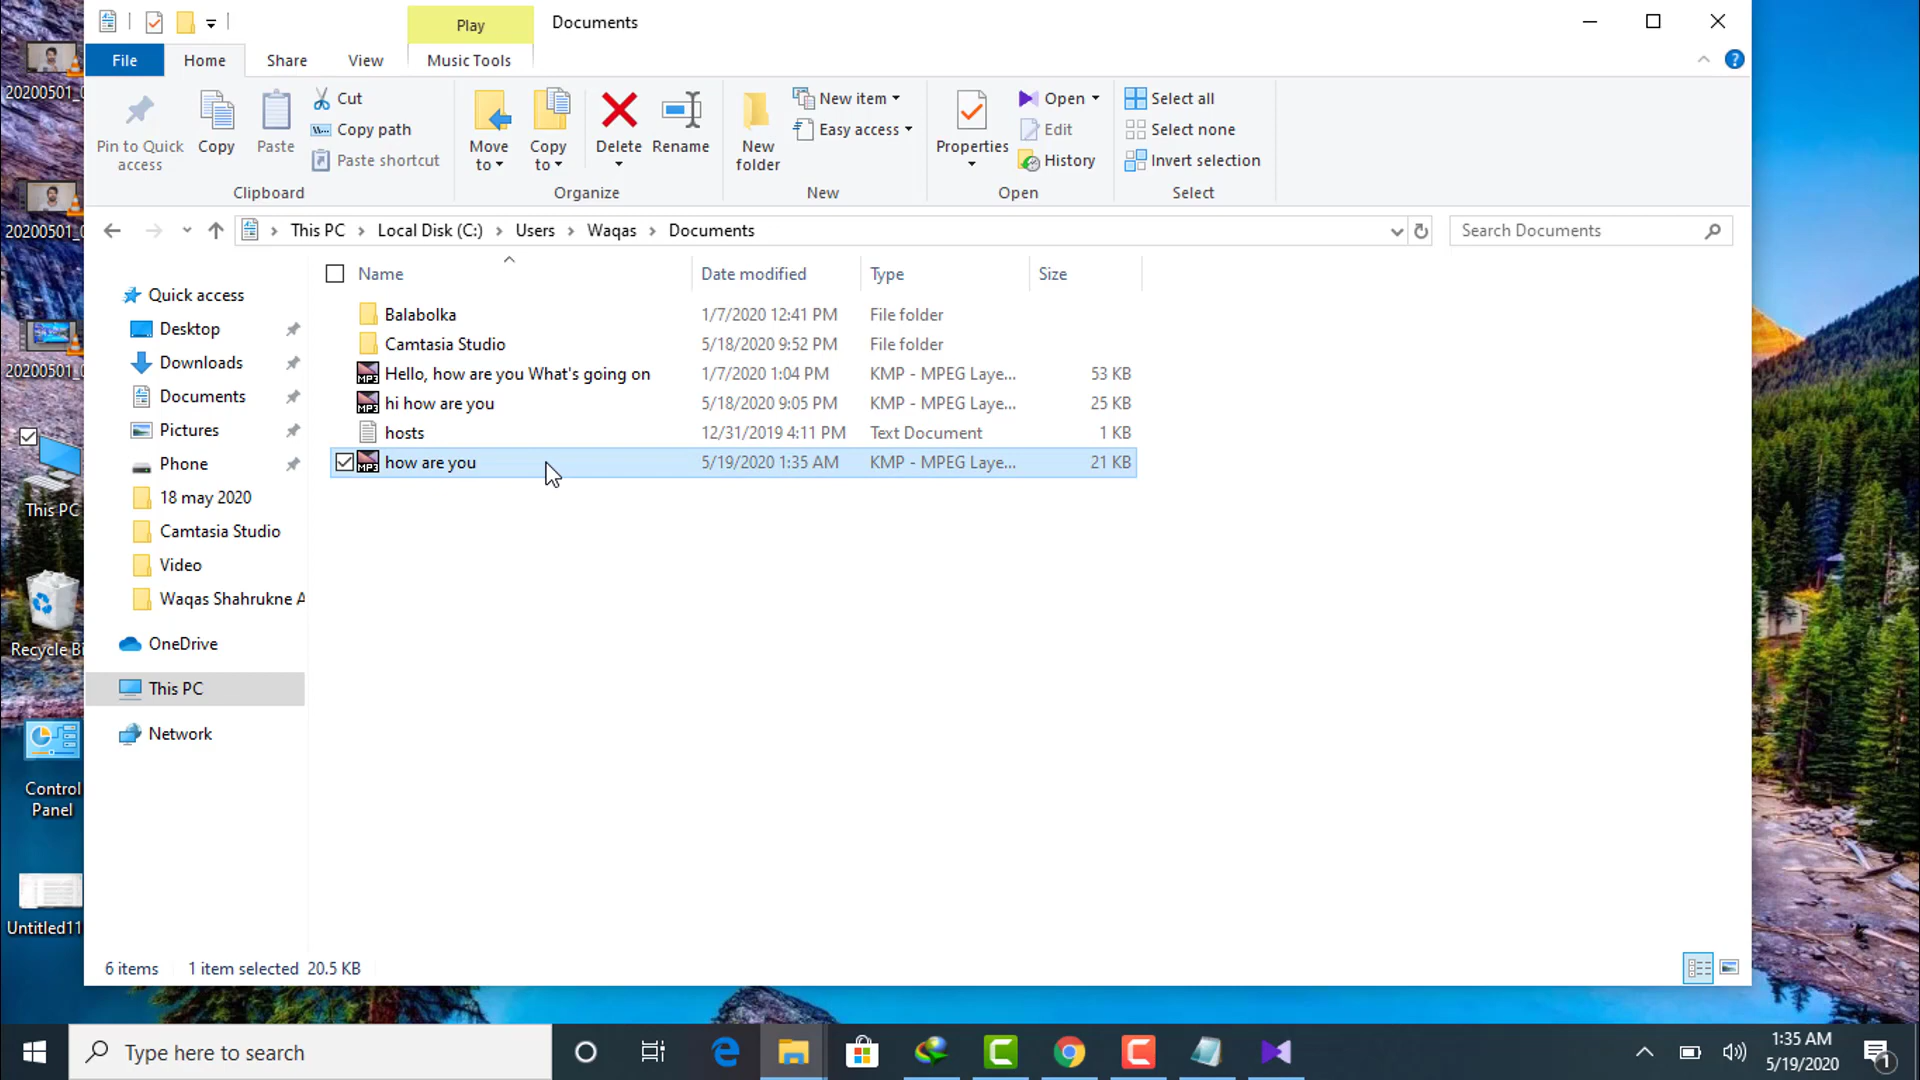 Play
Documents
File
Home
Share
View
Music Tools
Pin to Quick access
Copy
Paste
Cut
Copy path
Paste shortcut
Clipboard
Move to
Copy to
Delete
Rename
Organize
New folder
New item
Easy access
New
Properties
Open
Edit
History
Open
Select all
Select none
Invert selection
Select
This PC > Local Disk (C:) > Users > Waqas > Documents
Search Documents
Name Date modified Type Size
Balabolka 1/7/2020 12:41 PM File folder
Camtasia Studio 5/18/2020 9:52 PM File folder
Hello, how are you What's going on 1/7/2020 1:04 PM KMP - MPEG Laye... 53 KB
hi how are you 5/18/2020 9:05 PM KMP - MPEG Laye... 25 KB
hosts 12/31/2019 4:11 PM Text Document 1 KB
how are you 5/19/2020 1:35 AM KMP - MPEG Laye... 21 KB
Quick access
Desktop
Downloads
Documents
Pictures
Phone
18 may 2020
Camtasia Studio
Video
Waqas Shahrukne A
OneDrive
This PC
Network
6 items 1 item selected 20.5 KB
20200501_0
20200501_0
20200501_
This PC
Recycle Bi
Control
Panel
Untitled11
Type here to search
1:35 AM
5/19/2020
1